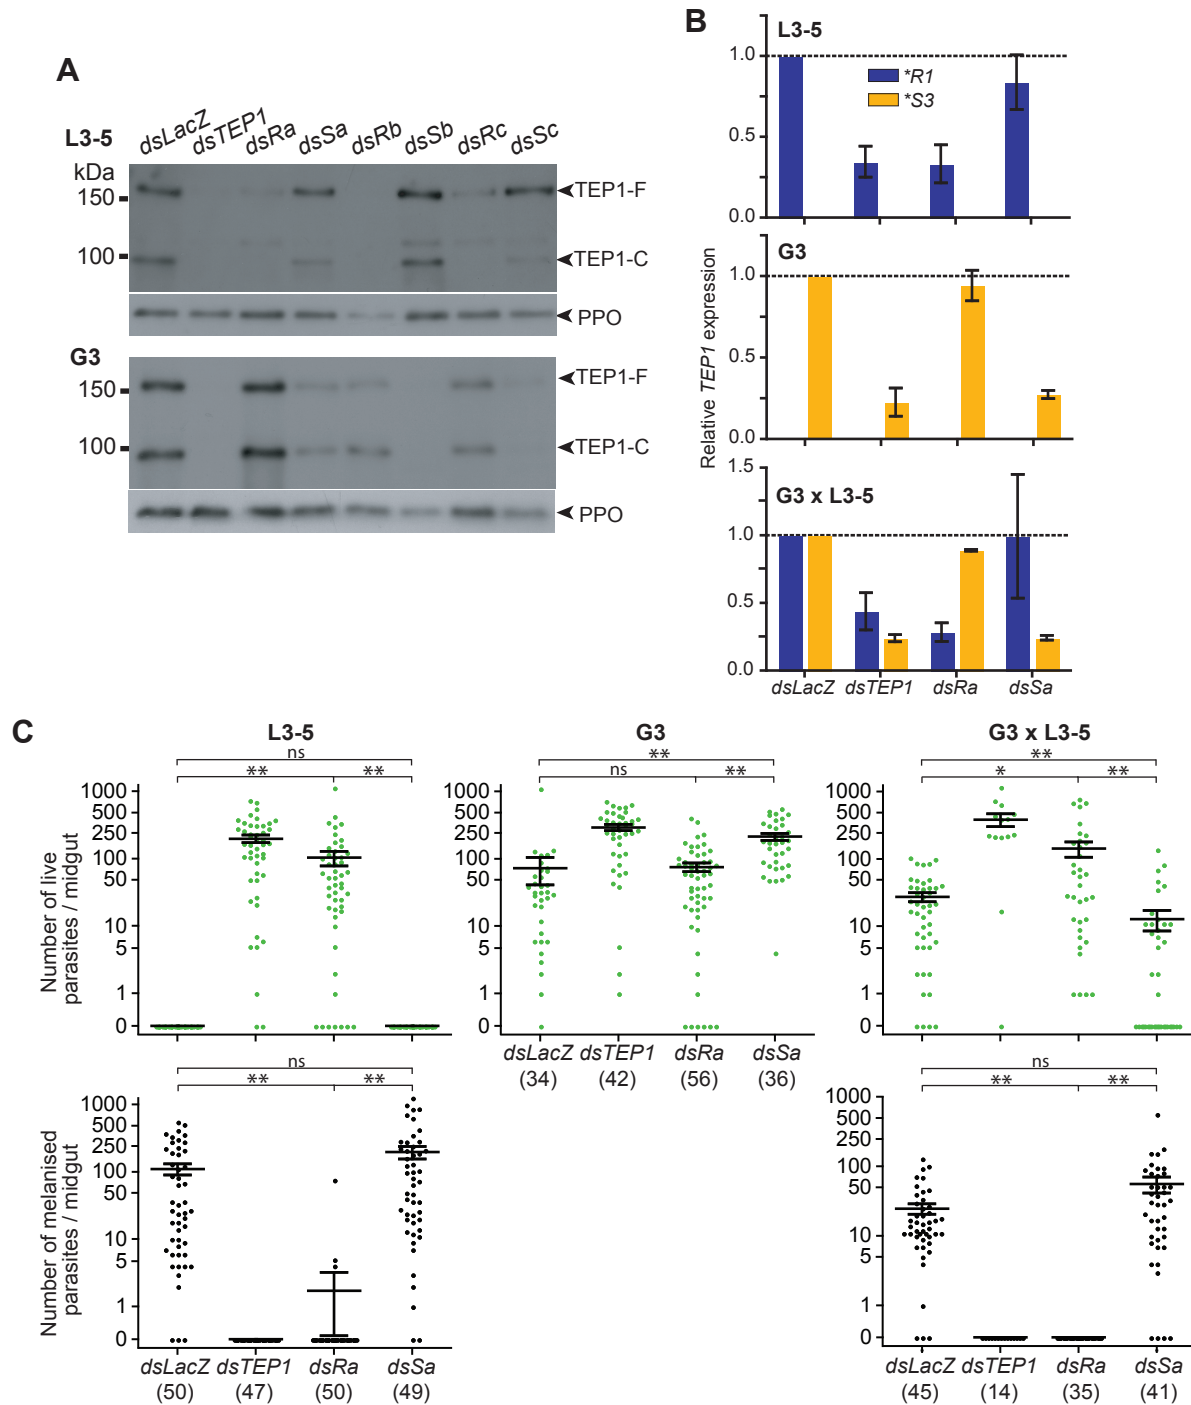 A
L3-5
dsLacZ dsTEP1 dsRa dsSa dsRb dsSb dsRc dsSc
kDa
150
TEP1-F
100
TEP1-C
PPO
G3
150
TEP1-F
100
TEP1-C
PPO
B
Relative TEP1 expression
L3-5
*R1
*S3
1.0
0.5
0.0
G3
1.0
0.5
0.0
G3 x L3-5
1.5
1.0
0.5
0.0
dsLacZ dsTEP1 dsRa dsSa
C
L3-5
ns
** **
Number of live parasites / midgut
1000
500
250
100
50
10
5
1
0
G3
**
ns **
1000
500
250
100
50
10
5
1
0
dsLacZ dsTEP1 dsRa dsSa
(34) (42) (56) (36)
G3 x L3-5
**
* **
1000
500
250
100
50
10
5
1
0
ns
** **
Number of melanised parasites / midgut
1000
500
250
100
50
10
5
1
0
dsLacZ dsTEP1 dsRa dsSa
(50) (47) (50) (49)
ns
** **
1000
500
250
100
50
10
5
1
0
dsLacZ dsTEP1 dsRa dsSa
(45) (14) (35) (41)